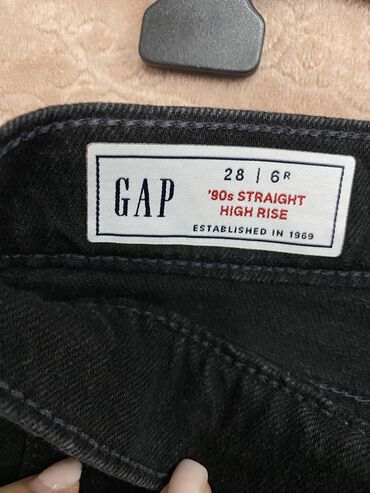 GAP
28 | 6R
'90s STRAIGHT
HIGH RISE
ESTABLISHED IN 1969